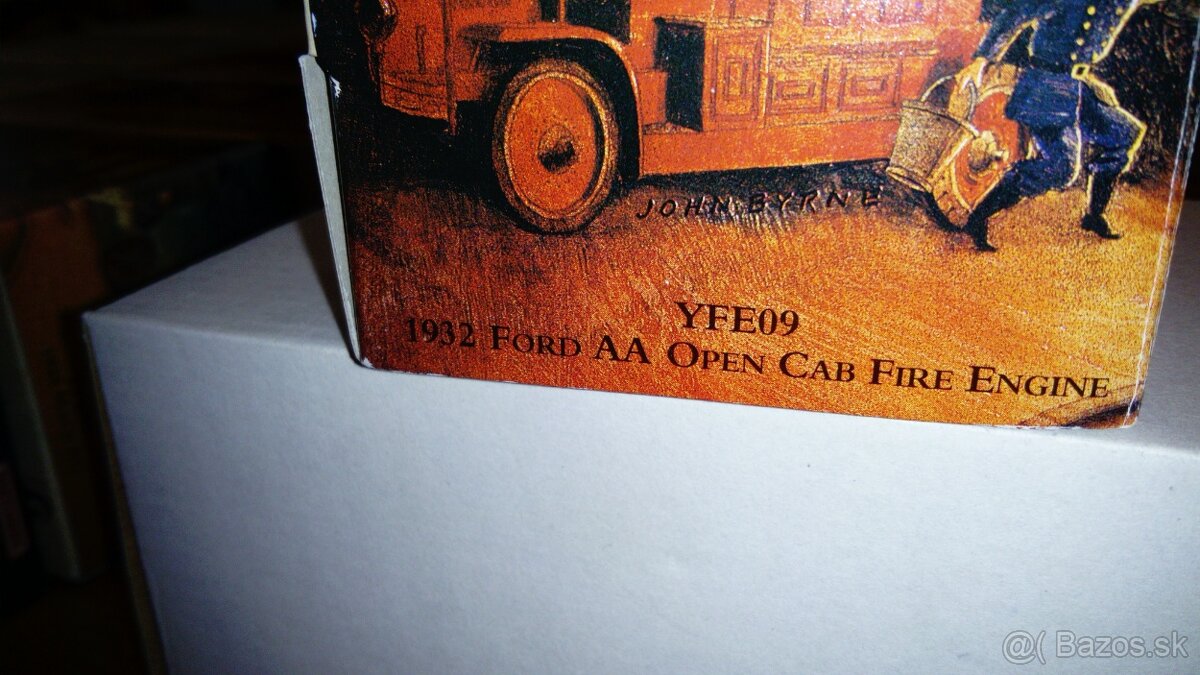 JOHN BYRNE
YFE09
1932 FORD AA OPEN CAB FIRE ENGINE
@( Bazos.sk